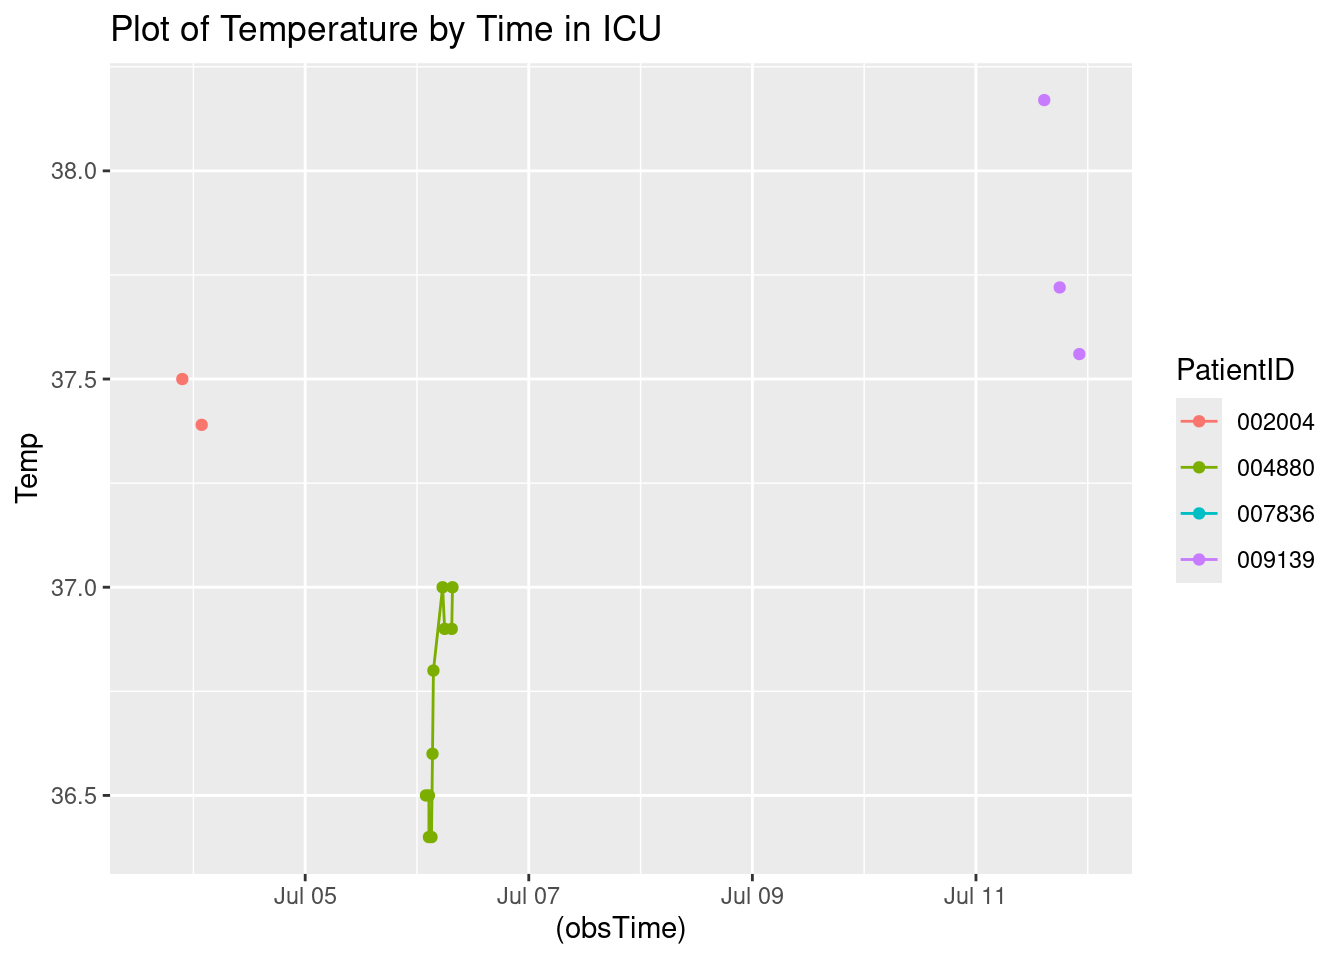 Plot of Temperature by Time in ICU
38.0
37.5
37.0
36.5
Temp
Jul 05
Jul 07
Jul 09
Jul 11
(obsTime)
PatientID
002004
004880
007836
009139